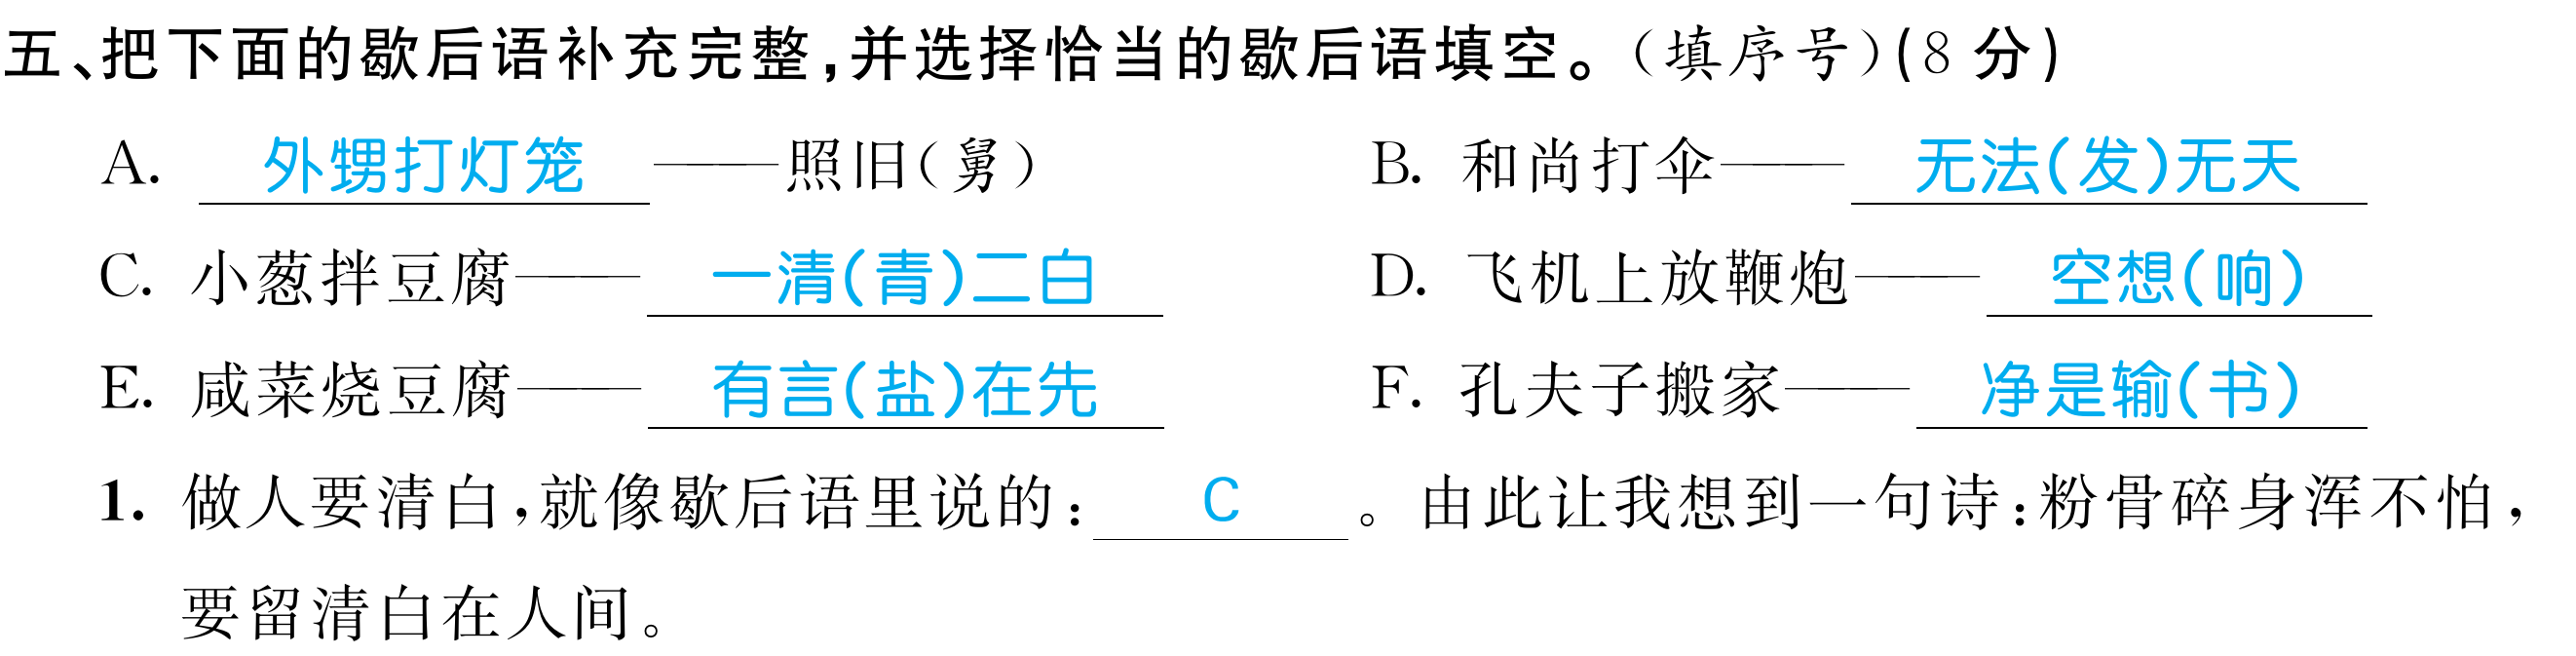 五、把下面的歇后语补充完整,并选择恰当的歇后语填空。(填序号)(8 分)
A. 外甥打灯笼——照旧(舅) B. 和尚打伞——无法(发)无天
C. 小葱拌豆腐——一清(青)二白 D. 飞机上放鞭炮——空想(响)
E. 咸菜烧豆腐——有言(盐)在先 F. 孔夫子搬家——净是输(书)
1. 做人要清白,就像歇后语里说的:C。由此让我想到一句诗:粉骨碎身浑不怕,
要留清白在人间。